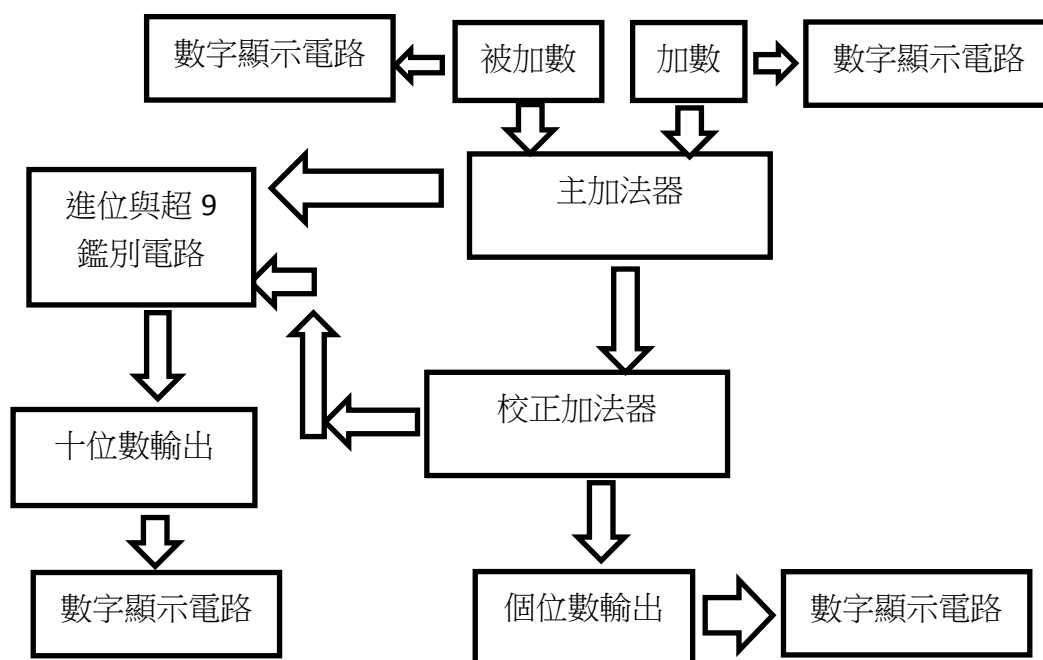 數字顯示電路
被加數
加數
數字顯示電路
主加法器
進位與超 9
鑑別電路
校正加法器
十位數輸出
數字顯示電路
個位數輸出
數字顯示電路